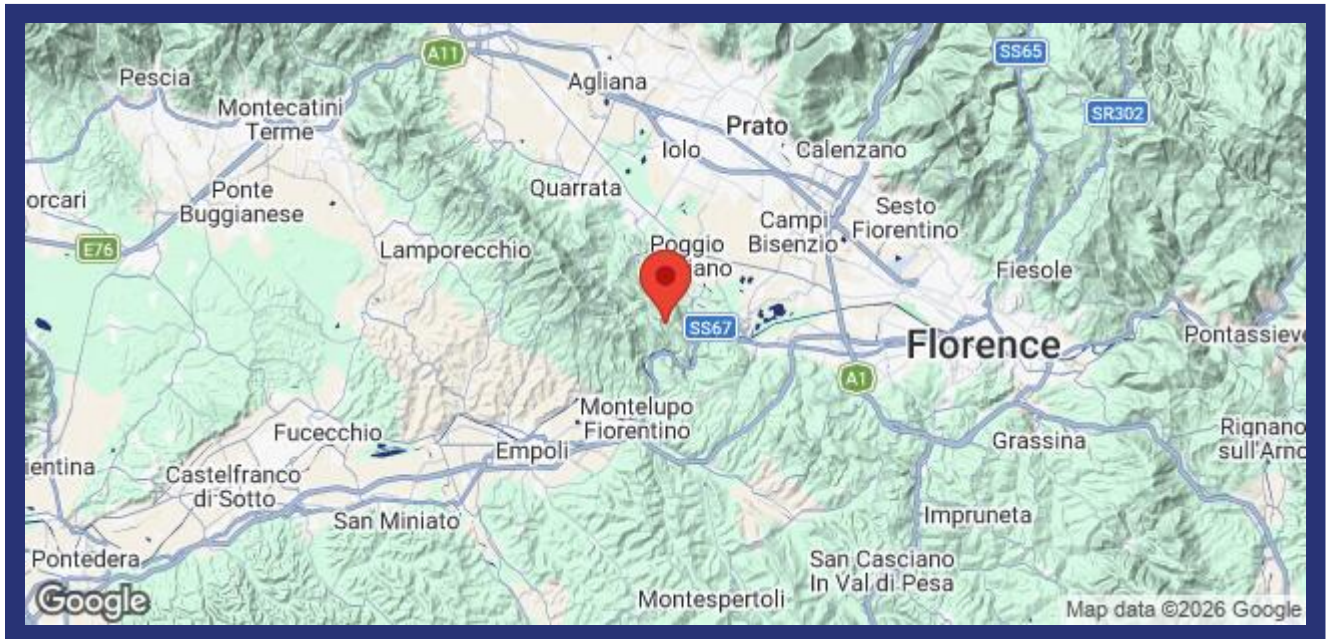 A11
SS65
Pescia
Agliana
Montecatini
Terme
SR302
Prato
Iolo
Calenzano
orcari
Ponte
Buggianese
Quarrata
Campi
Bisenzio
Sesto
Fiorentino
E76
Lamporecchio
Poggio
iano
Fiesole
SS67
Florence
Pontassieve
A1
Montelupo
Fiorentino
Fucecchio
Empoli
Grassina
Rignano
sull'Arno
ientina
Castelfranco
di Sotto
San Miniato
Impruneta
Pontedera
San Casciano
In Val di Pesa
Montespertoli
Google
Map data ©2026 Google